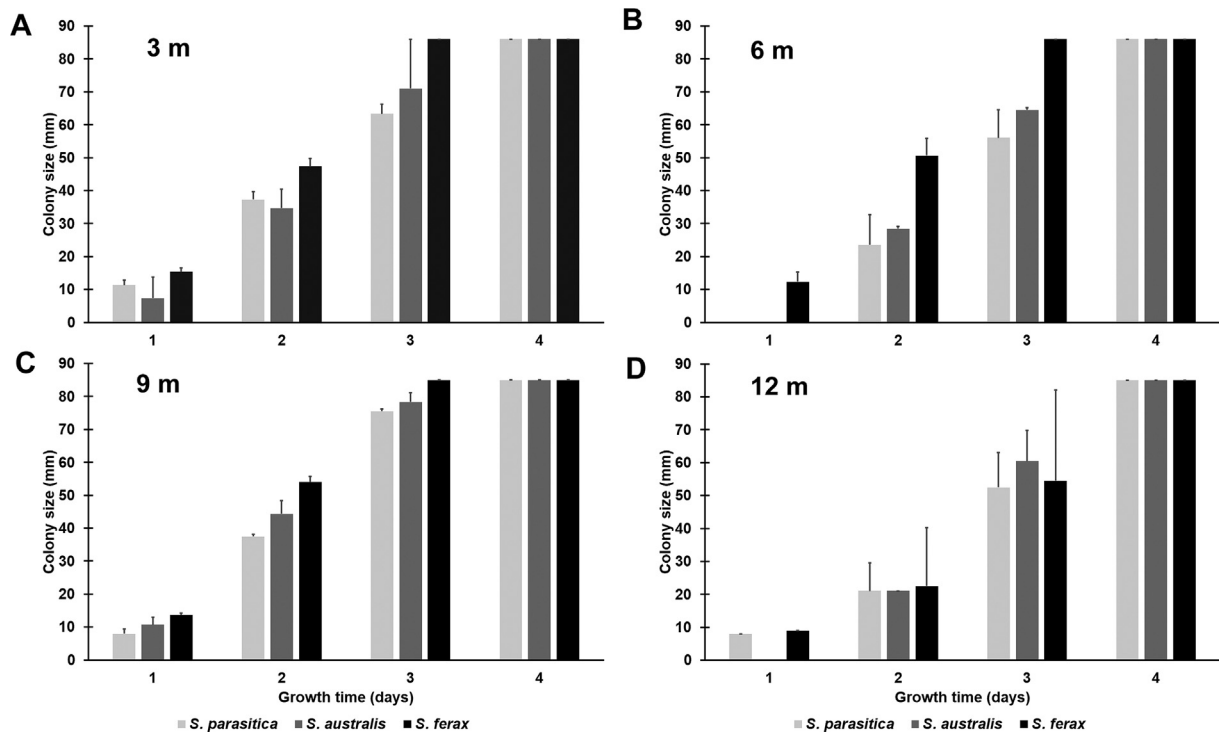 A
3 m
Colony size (mm)
90
80
70
60
50
40
30
20
10
0
1 2 3 4
B
6 m
Colony size (mm)
90
80
70
60
50
40
30
20
10
0
1 2 3 4
C
9 m
Colony size (mm)
90
80
70
60
50
40
30
20
10
0
1 2 3 4
Growth time (days)
S. parasitica S. australis S. ferax
D
12 m
Colony size (mm)
90
80
70
60
50
40
30
20
10
0
1 2 3 4
Growth time (days)
S. parasitica S. australis S. ferax